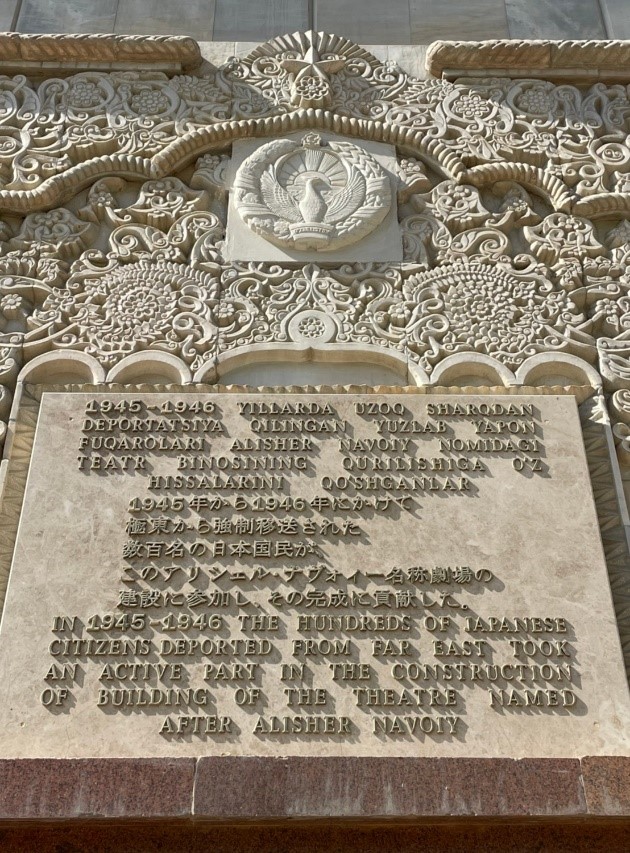 1945-1946 YILLARDA UZOQ SHARQDAN
DEPORTATSIYA QILINGAN YUZLAB YAPON
FUQAROLARI ALISHER NAVOIY NOMIDAGI
TEATR BINOSINING QURILISHIGA O'Z
HISSALARINI QO'SHGANLAR
1945年から1946年にかけて
極東から強制移送された
数百名の日本国民が、
このアリシェル・ナヴォィー名称劇場の
建設に参加し、その完成に貢献した。
IN 1945-1946 THE HUNDREDS OF JAPANESE
CITIZENS DEPORTED FROM FAR EAST TOOK
AN ACTIVE PART IN THE CONSTRUCTION
OF BUILDING OF THE THEATRE NAMED
AFTER ALISHER NAVOIY